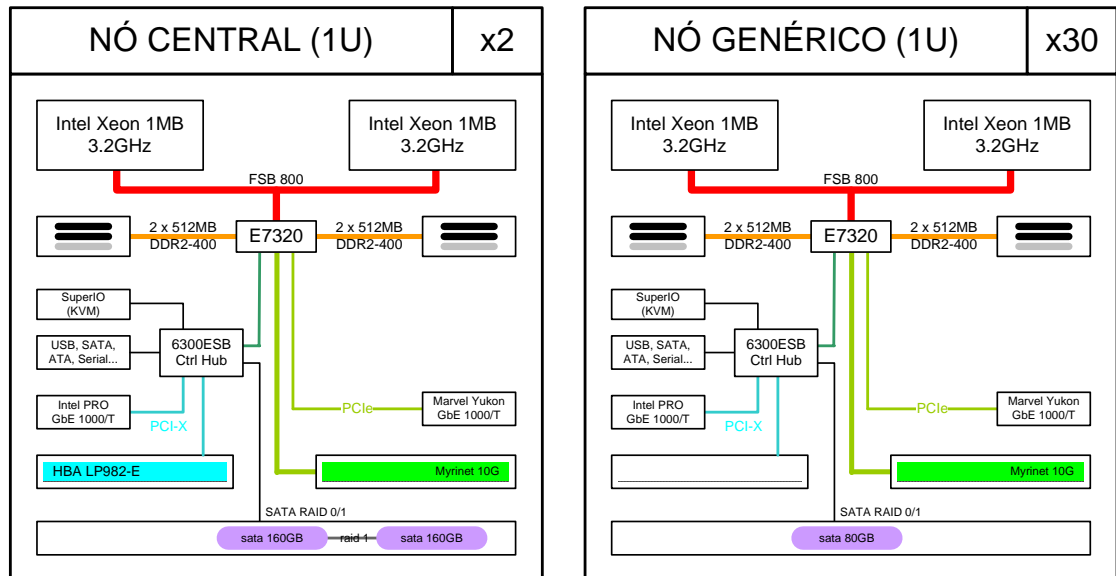 NÓ CENTRAL (1U)
x2
Intel Xeon 1MB
3.2GHz
Intel Xeon 1MB
3.2GHz
FSB 800
2 x 512MB
DDR2-400
E7320
2 x 512MB
DDR2-400
SuperIO
(KVM)
USB, SATA,
ATA, Serial...
6300ESB
Ctrl Hub
Intel PRO
GbE 1000/T
PCI-X
PCIe
Marvel Yukon
GbE 1000/T
HBA LP982-E
Myrinet 10G
SATA RAID 0/1
sata 160GB
raid 1
sata 160GB
NÓ GENÉRICO (1U)
x30
Intel Xeon 1MB
3.2GHz
Intel Xeon 1MB
3.2GHz
FSB 800
2 x 512MB
DDR2-400
E7320
2 x 512MB
DDR2-400
SuperIO
(KVM)
USB, SATA,
ATA, Serial...
6300ESB
Ctrl Hub
Intel PRO
GbE 1000/T
PCI-X
PCIe
Marvel Yukon
GbE 1000/T
Myrinet 10G
SATA RAID 0/1
sata 80GB